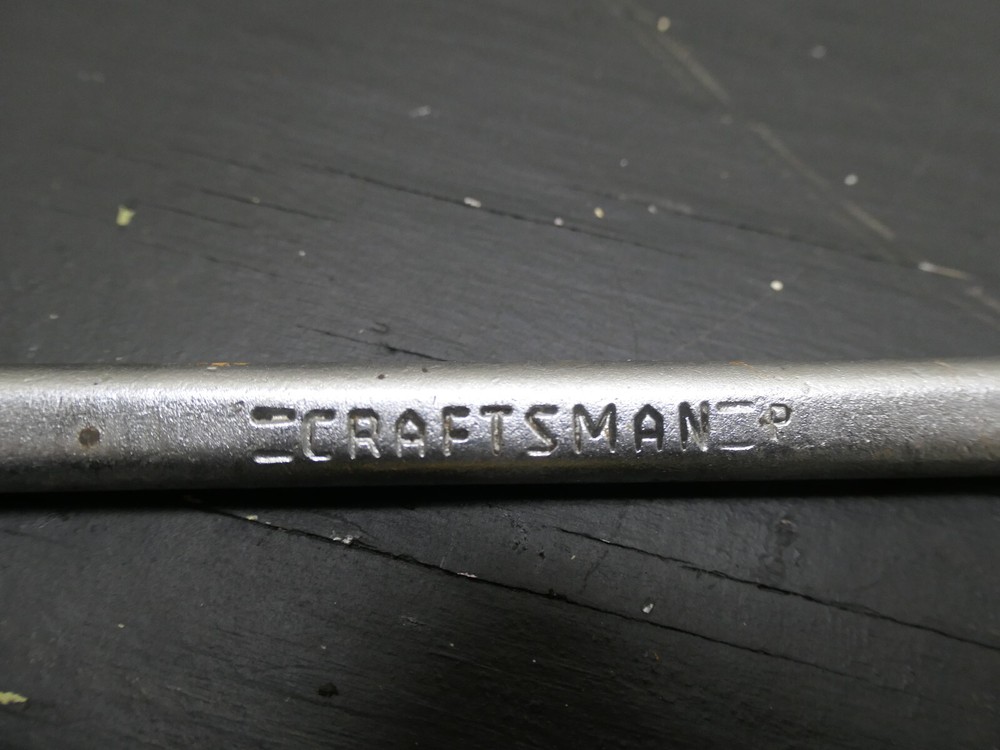 =CRAFTSMAN= P